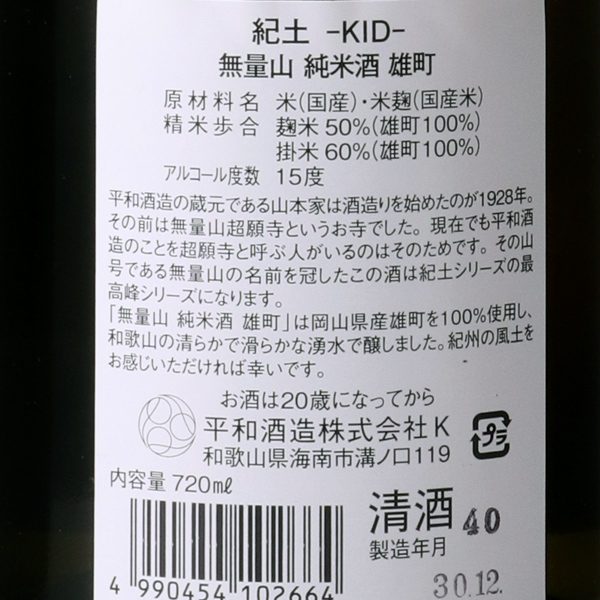 紀土 -KID-
無量山 純米酒 雄町
原材料名 米(国産)・米麹(国産米)
精米歩合 麹米 50%(雄町100%)
掛米 60%(雄町100%)
アルコール度数 15度
平和酒造の蔵元である山本家は酒造りを始めたのが1928年。
その前は無量山超願寺というお寺でした。現在でも平和酒
造のことを超願寺と呼ぶ人がいるのはそのためです。その山
号である無量山の名前を冠したこの酒は紀土シリーズの最
高峰シリーズになります。
「無量山 純米酒 雄町」は岡山県産雄町を100%使用し、
和歌山の清らかで滑らかな湧水で醸しました。紀州の風土を
お感じいただければ幸いです。
お酒は20歳になってから
平和酒造株式会社K
和歌山県海南市溝ノ口119
プラ
内容量 720ml
清酒 40
製造年月
30.12.
4 990454 102664